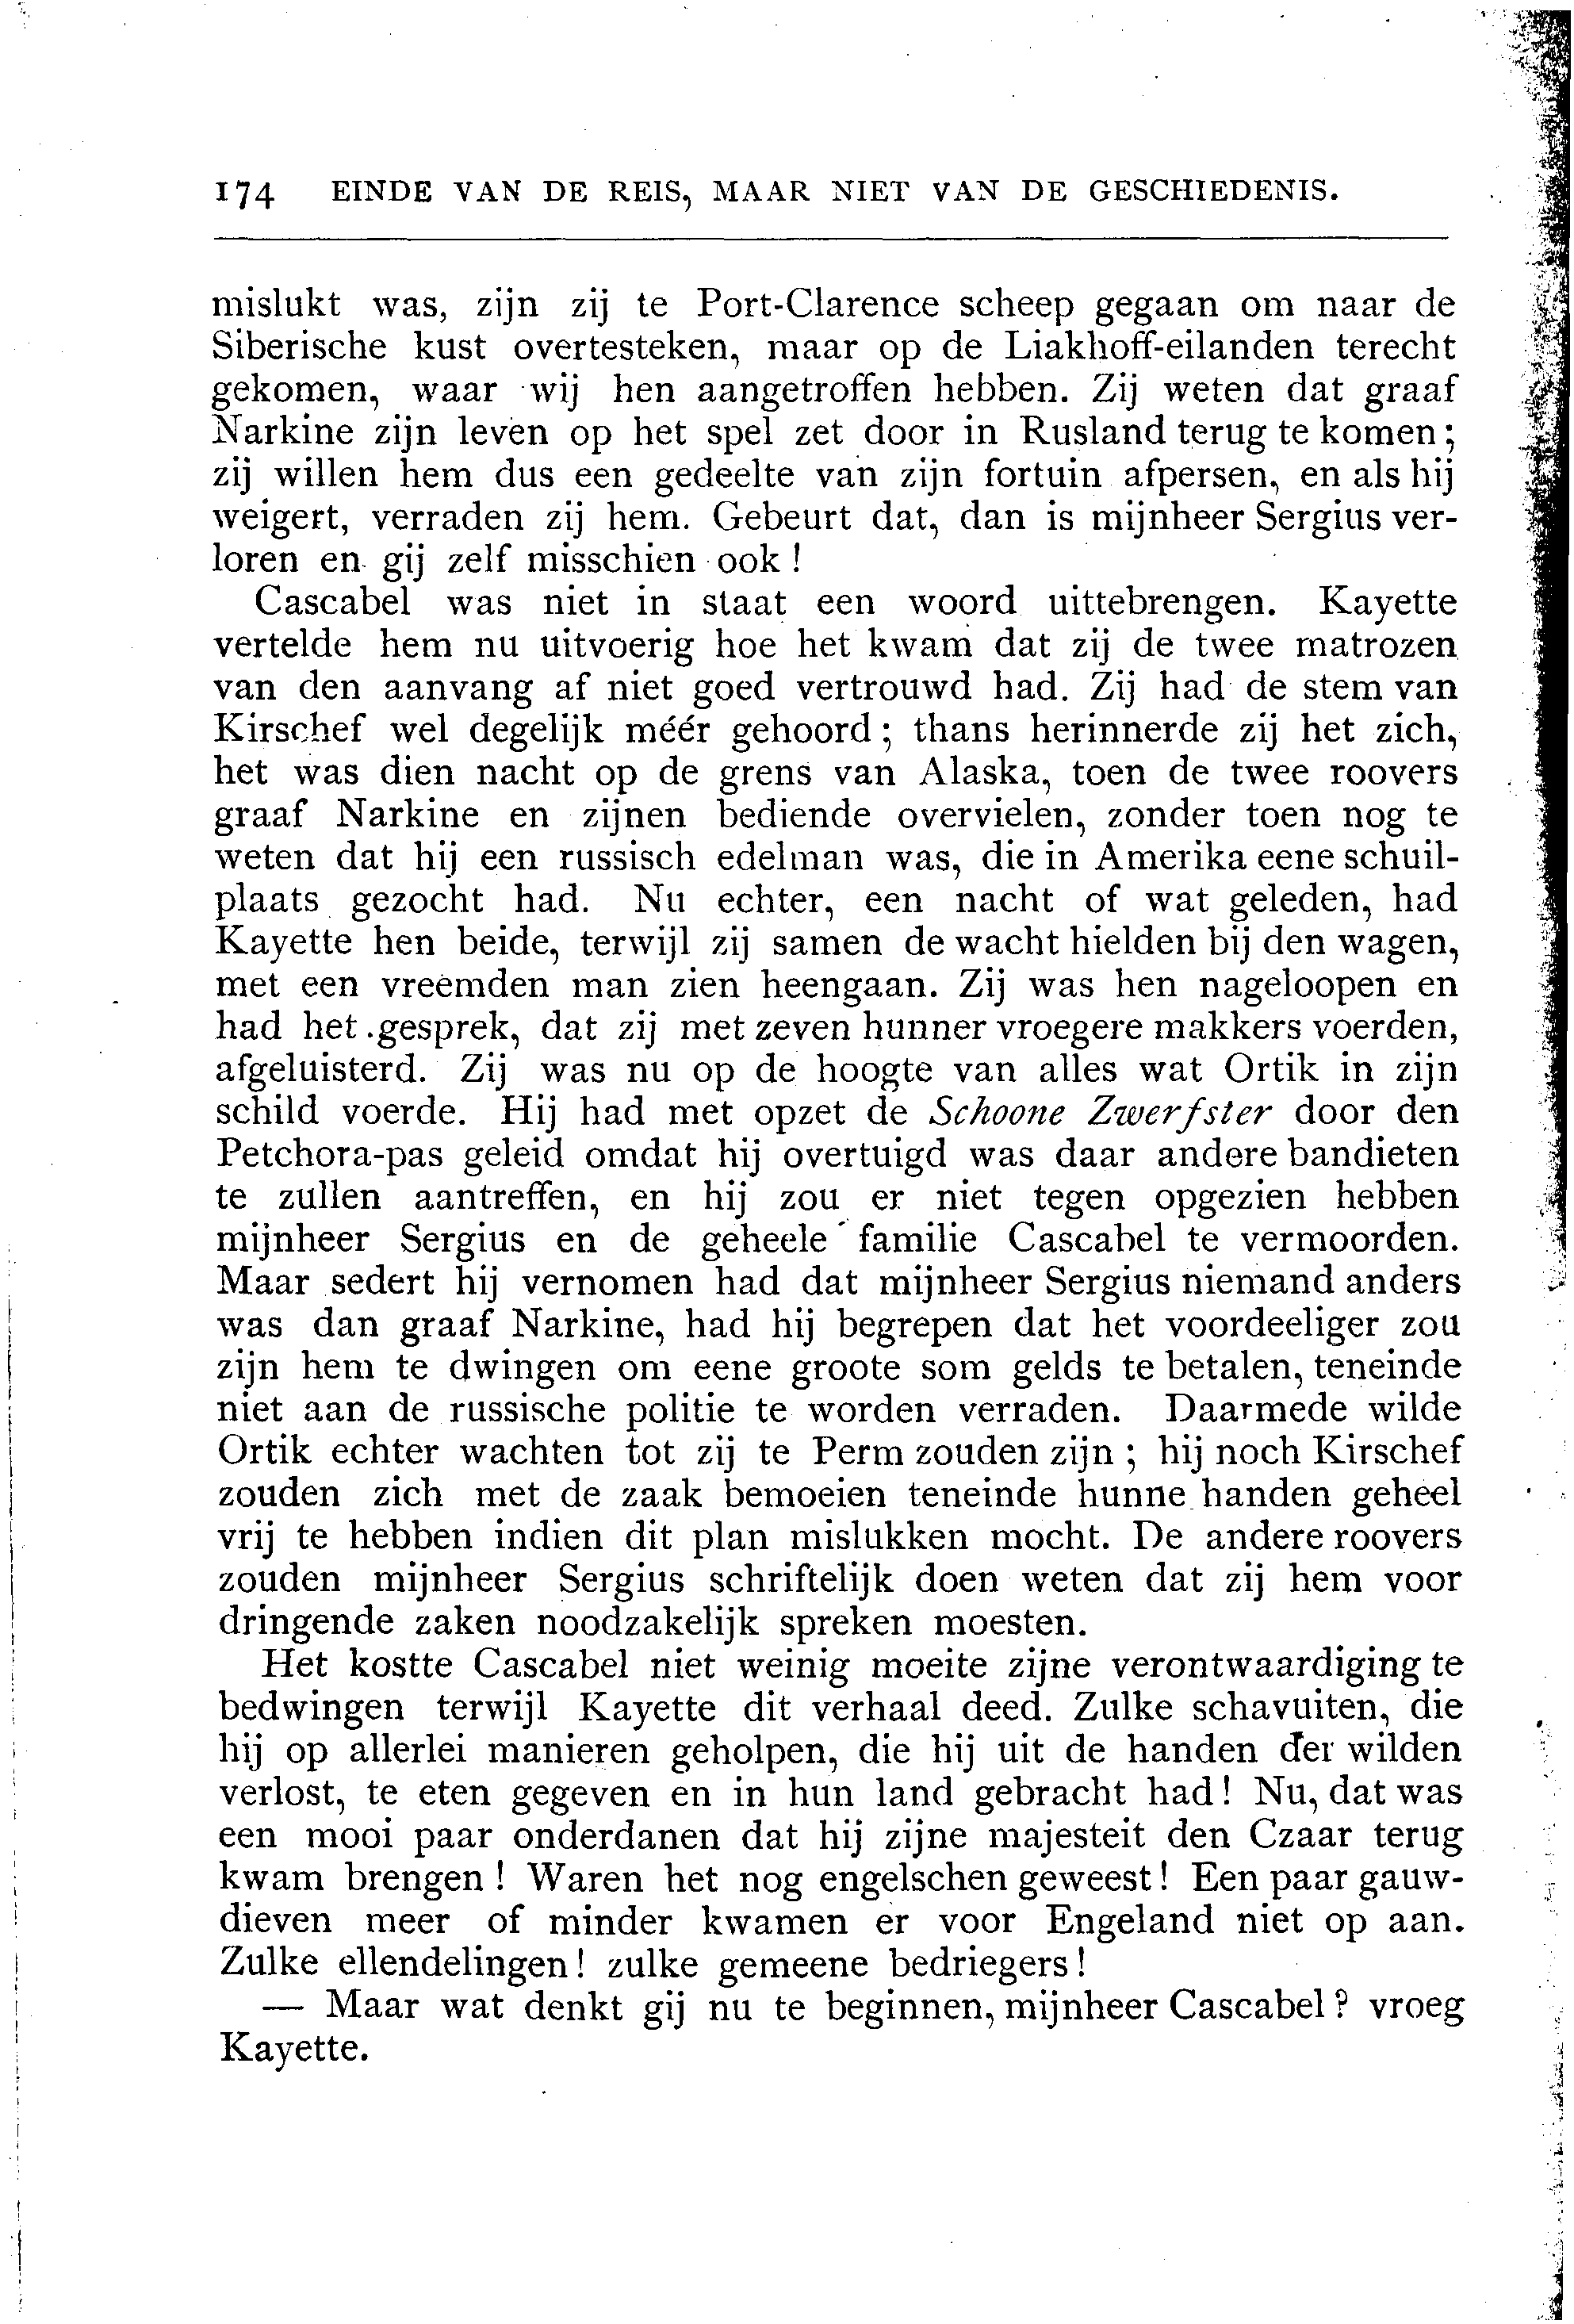 174 EINDE VAN DE REIS, MAAR NIET VAN DE GESCHIEDENIS.
mislukt was, zijn zij te Port-Clarence scheep gegaan om naar de
Siberische kust overtesteken, maar op de Liakhoff-eilanden terecht
gekomen, waar wij hen aangetroffen hebben. Zij weten dat graaf
Narkine zijn leven op het spel zet door in Rusland terug te komen;
zij willen hem dus een gedeelte van zijn fortuin afpersen, en als hij
weigert, verraden zij hem. Gebeurt dat, dan is mijnheer Sergius ver-
loren en gij zelf misschien ook!
Cascabel was niet in staat een woord uittebrengen. Kayette
vertelde hem nu uitvoerig hoe het kwam dat zij de twee matrozen
van den aanvang af niet goed vertrouwd had. Zij had de stem van
Kirschef wel degelijk méér gehoord; thans herinnerde zij het zich,
het was dien nacht op de grens van Alaska, toen de twee roovers
graaf Narkine en zijnen bediende overvielen, zonder toen nog te
weten dat hij een russisch edelman was, die in Amerika eene schuil-
plaats gezocht had. Nu echter, een nacht of wat geleden, had
Kayette hen beide, terwijl zij samen de wacht hielden bij den wagen,
met een vreemden man zien heengaan. Zij was hen nageloopen en
had het gesprek, dat zij met zeven hunner vroegere makkers voerden,
afgeluisterd. Zij was nu op de hoogte van alles wat Ortik in zijn
schild voerde. Hij had met opzet de Schoone Zwerfster door den
Petchora-pas geleid omdat hij overtuigd was daar andere bandieten
te zullen aantreffen, en hij zou er niet tegen opgezien hebben
mijnheer Sergius en de geheele familie Cascabel te vermoorden.
Maar sedert hij vernomen had dat mijnheer Sergius niemand anders
was dan graaf Narkine, had hij begrepen dat het voordeeliger zou
zijn hem te dwingen om eene groote som gelds te betalen, teneinde
niet aan de russische politie te worden verraden. Daarmede wilde
Ortik echter wachten tot zij te Perm zouden zijn; hij noch Kirschef
zouden zich met de zaak bemoeien teneinde hunne handen geheel
vrij te hebben indien dit plan mislukken mocht. De andere roovers
zouden mijnheer Sergius schriftelijk doen weten dat zij hem voor
dringende zaken noodzakelijk spreken moesten.
Het kostte Cascabel niet weinig moeite zijne verontwaardiging te
bedwingen terwijl Kayette dit verhaal deed. Zulke schavuiten, die
hij op allerlei manieren geholpen, die hij uit de handen der wilden
verlost, te eten gegeven en in hun land gebracht had! Nu, dat was
een mooi paar onderdanen dat hij zijne majesteit den Czaar terug
kwam brengen! Waren het nog engelschen geweest! Een paar gauw-
dieven meer of minder kwamen er voor Engeland niet op aan.
Zulke ellendelingen! zulke gemeene bedriegers!
— Maar wat denkt gij nu te beginnen, mijnheer Cascabel? vroeg
Kayette.